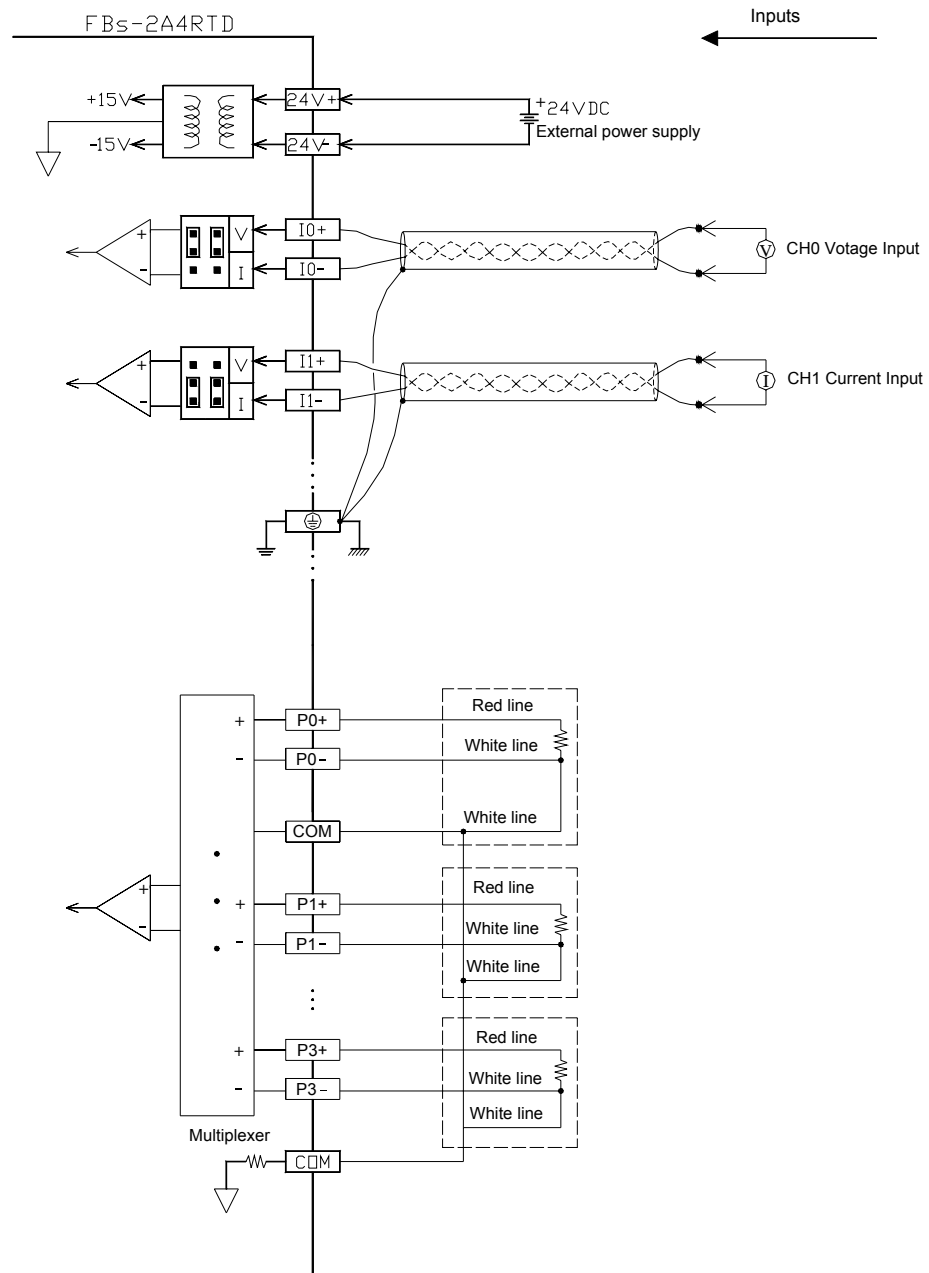 FBs-2A4RTD
Inputs
+15V
24V+
+24VDC
External power supply
-15V
24V-
+
V
I0+
V
CH0 Votage Input
-
I
I0-
+
V
I1+
I
CH1 Current Input
-
I
I1-
Red line
+
P0+
White line
-
P0-
White line
COM
Red line
+
+
P1+
White line
-
-
P1-
White line
Red line
+
P3+
White line
-
P3-
White line
Multiplexer
COM